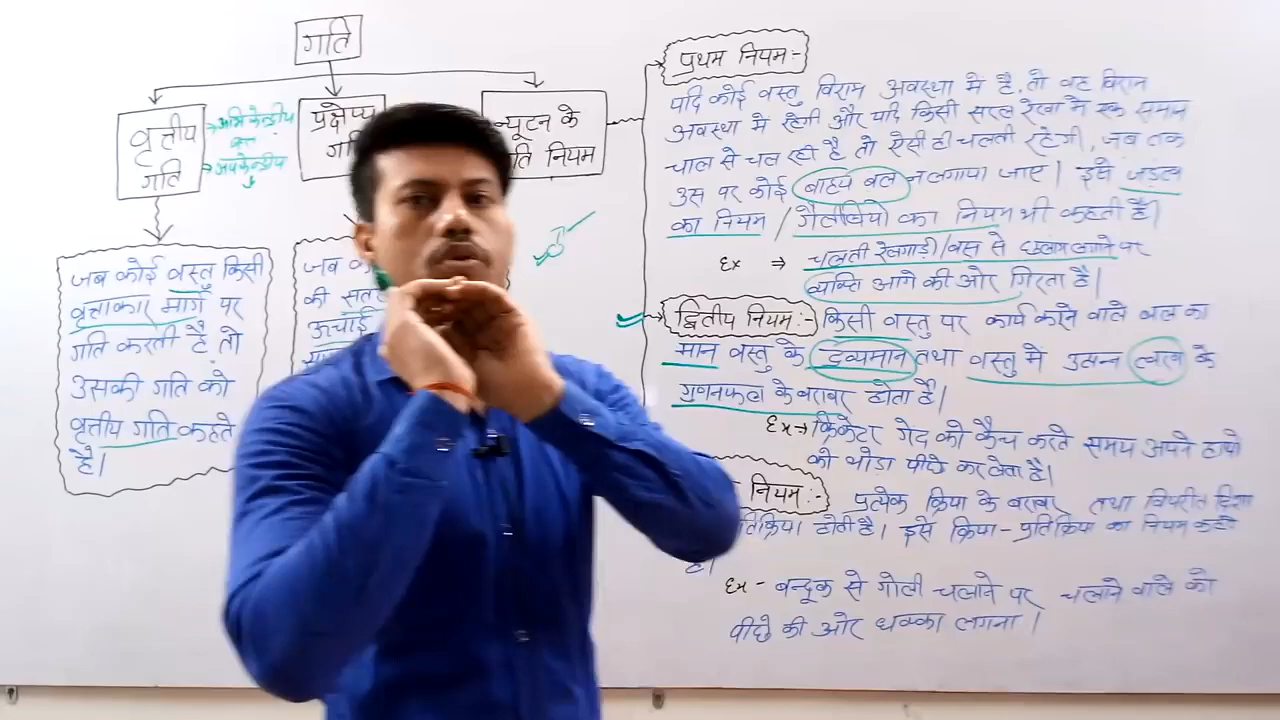 गति
वृत्तीय
गति
अभिकेन्द्रीय
बल
अपकेन्द्रीय
प्रक्षेप्य
न्यूटन के
गति नियम
जब कोई वस्तु किसी
वृत्ताकार मार्ग पर
गति करती है तो
उसकी गति को
वृत्तीय गति कहते
है।
जब
की सतह
ऊचाई
प्रथम नियम:-
यदि कोई वस्तु विराम अवस्था मे है, तो वह विराम
अवस्था मे रहेगी और यदि किसी सरल रेखा मे एक समान
चाल से चल रही है तो ऐसी ही चलती रहेगी, जब तक
उस पर कोई बाह्य बल न लगाया जाए। इसे जड़त्व
का नियम / गैलीलियो का नियम भी कहती है।
Ex ⇒ चलती रेलगाड़ी/बस से लगाने पर
व्यक्ति आगे की ओर गिरता है।
द्वितीय नियम:- किसी वस्तु पर कार्य करने वाले बल का
मान वस्तु के द्रव्यमान तथा वस्तु में उत्पन्न त्वरण के
गुणनफल के बराबर होता है।
Ex → क्रिकेटर गेद को कैच करते समय अपने हाथो
को थोड़ा पीछे कर लेता है।
नियम:- प्रत्येक क्रिया के बराबर तथा विपरीत दिशा
होती है। इसे क्रिया-प्रतिक्रिया का नियम कहते
है।
Ex - बन्दूक से गोली चलाने पर चलाने वाले को
पीछे की ओर धक्का लगना।